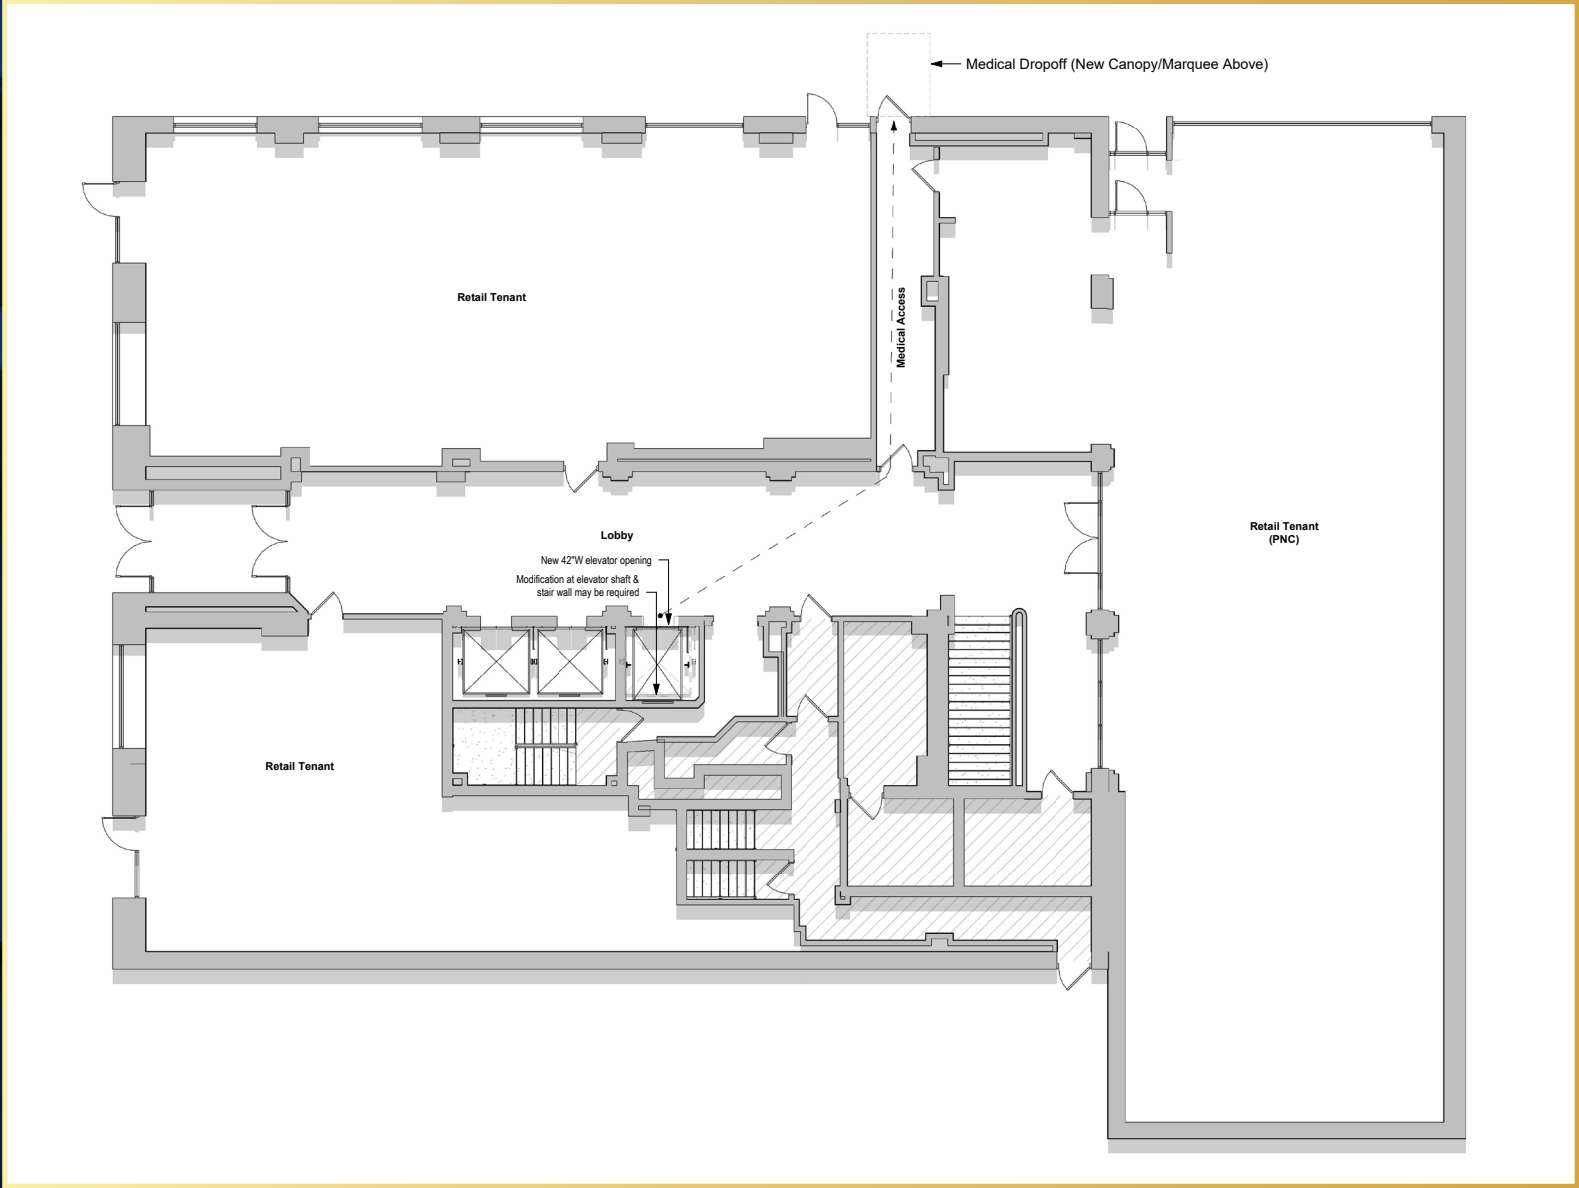 Medical Dropoff (New Canopy/Marquee Above)
Retail Tenant
Medical Access
Retail Tenant
(PNC)
Lobby
New 42"W elevator opening
Modification at elevator shaft &
stair wall may be required
Retail Tenant